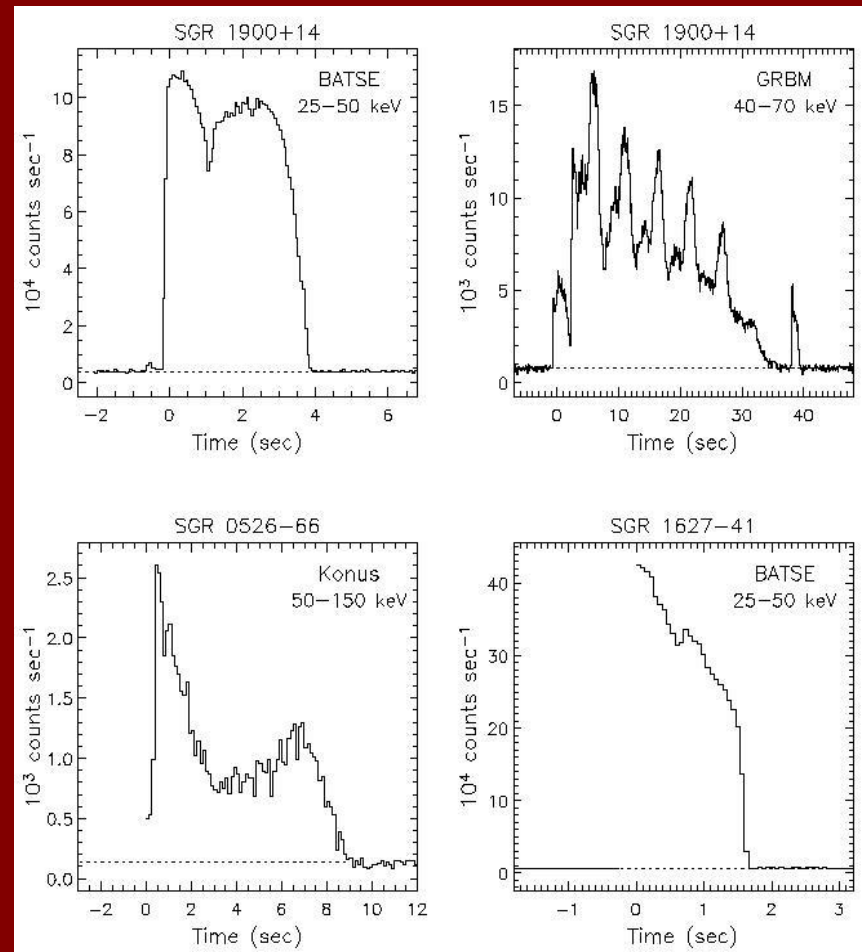 SGR 1900+14
BATSE
25−50 keV
10⁴ counts sec⁻¹
10
8
6
4
2
0
−2 0 2 4 6
Time (sec)
SGR 1900+14
GRBM
40−70 keV
10³ counts sec⁻¹
15
10
5
0
0 10 20 30 40
Time (sec)
SGR 0526−66
Konus
50−150 keV
10³ counts sec⁻¹
2.5
2.0
1.5
1.0
0.5
0.0
−2 0 2 4 6 8 10 12
Time (sec)
SGR 1627−41
BATSE
25−50 keV
10⁴ counts sec⁻¹
40
30
20
10
0
−1 0 1 2 3
Time (sec)